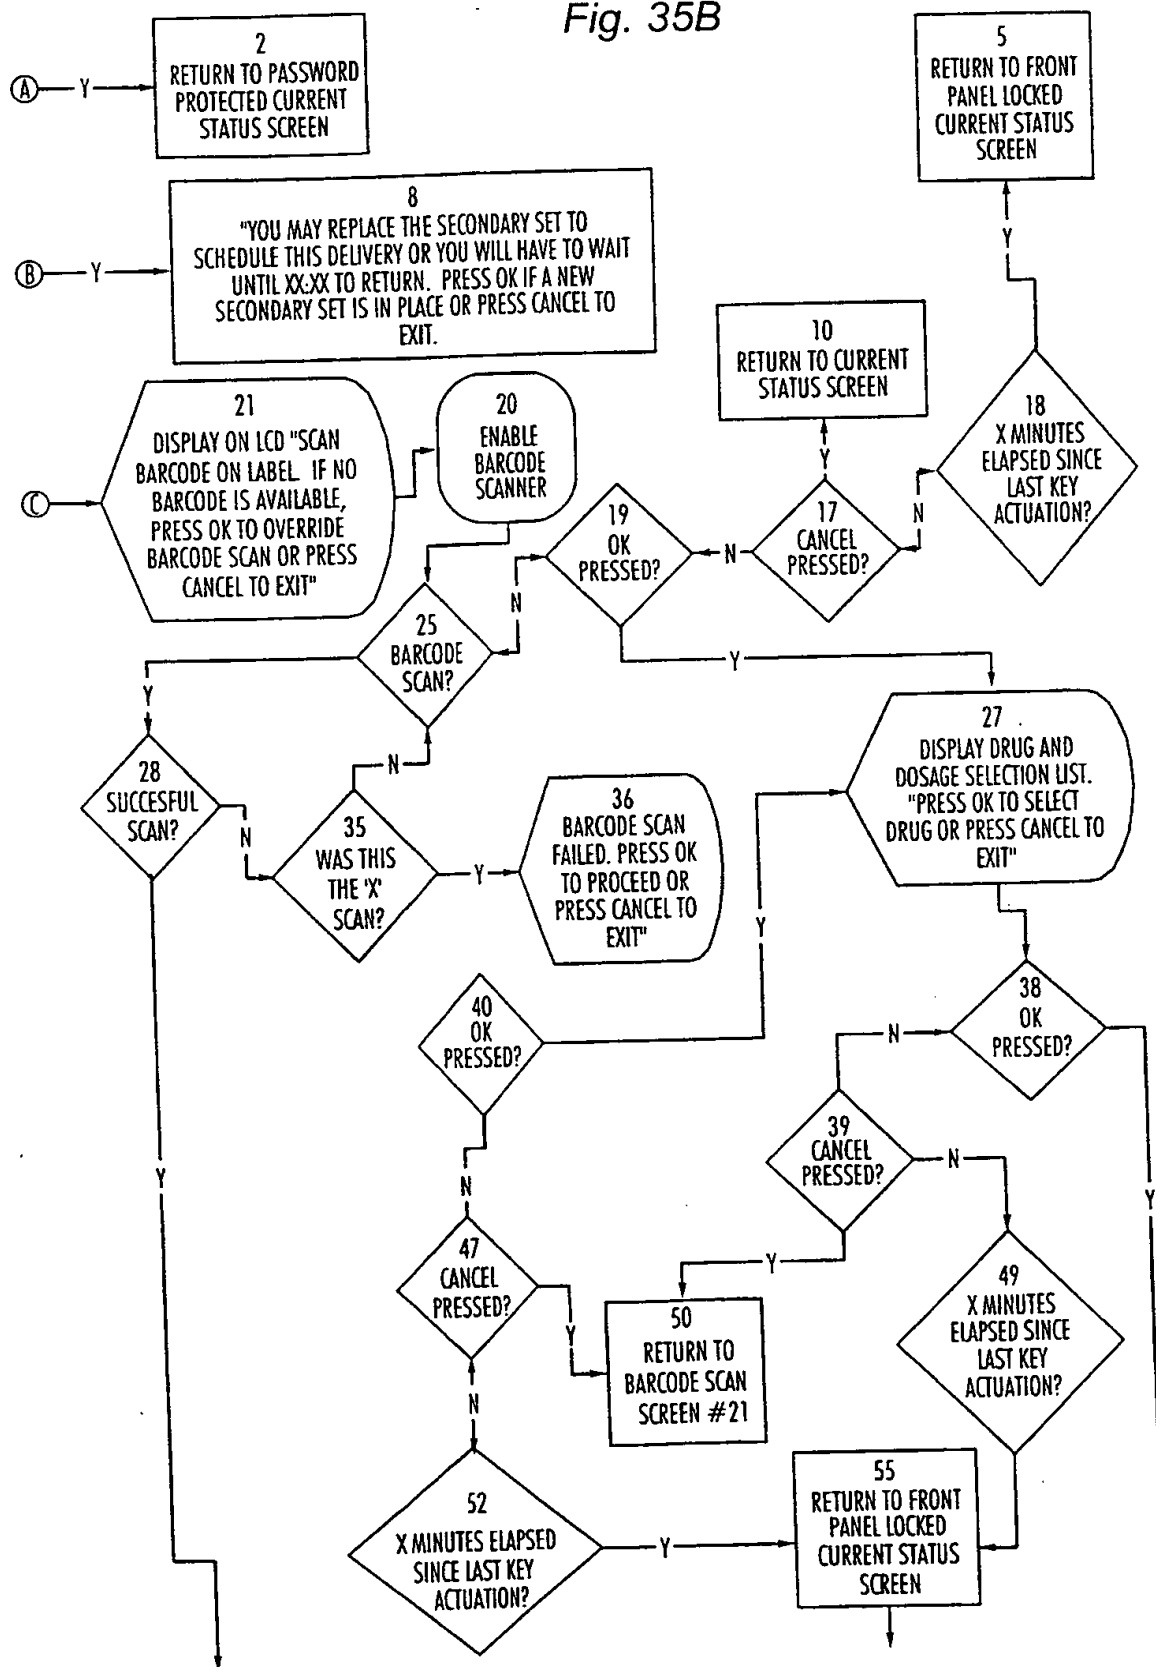 Fig. 35B
A
Y
2
RETURN TO PASSWORD
PROTECTED CURRENT
STATUS SCREEN
5
RETURN TO FRONT
PANEL LOCKED
CURRENT STATUS
SCREEN
Y
B
Y
8
"YOU MAY REPLACE THE SECONDARY SET TO
SCHEDULE THIS DELIVERY OR YOU WILL HAVE TO WAIT
UNTIL XX:XX TO RETURN. PRESS OK IF A NEW
SECONDARY SET IS IN PLACE OR PRESS CANCEL TO
EXIT.
10
RETURN TO CURRENT
STATUS SCREEN
Y
C
21
DISPLAY ON LCD "SCAN
BARCODE ON LABEL. IF NO
BARCODE IS AVAILABLE,
PRESS OK TO OVERRIDE
BARCODE SCAN OR PRESS
CANCEL TO EXIT"
20
ENABLE
BARCODE
SCANNER
18
X MINUTES
ELAPSED SINCE
LAST KEY
ACTUATION?
N
17
CANCEL
PRESSED?
N
19
OK
PRESSED?
N
Y
25
BARCODE
SCAN?
Y
N
28
SUCCESFUL
SCAN?
N
35
WAS THIS
THE 'X'
SCAN?
Y
36
BARCODE SCAN
FAILED. PRESS OK
TO PROCEED OR
PRESS CANCEL TO
EXIT"
27
DISPLAY DRUG AND
DOSAGE SELECTION LIST.
"PRESS OK TO SELECT
DRUG OR PRESS CANCEL TO
EXIT"
Y
40
OK
PRESSED?
38
OK
PRESSED?
N
39
CANCEL
PRESSED?
N
Y
Y
N
47
CANCEL
PRESSED?
Y
Y
50
RETURN TO
BARCODE SCAN
SCREEN #21
49
X MINUTES
ELAPSED SINCE
LAST KEY
ACTUATION?
N
52
X MINUTES ELAPSED
SINCE LAST KEY
ACTUATION?
Y
55
RETURN TO FRONT
PANEL LOCKED
CURRENT STATUS
SCREEN